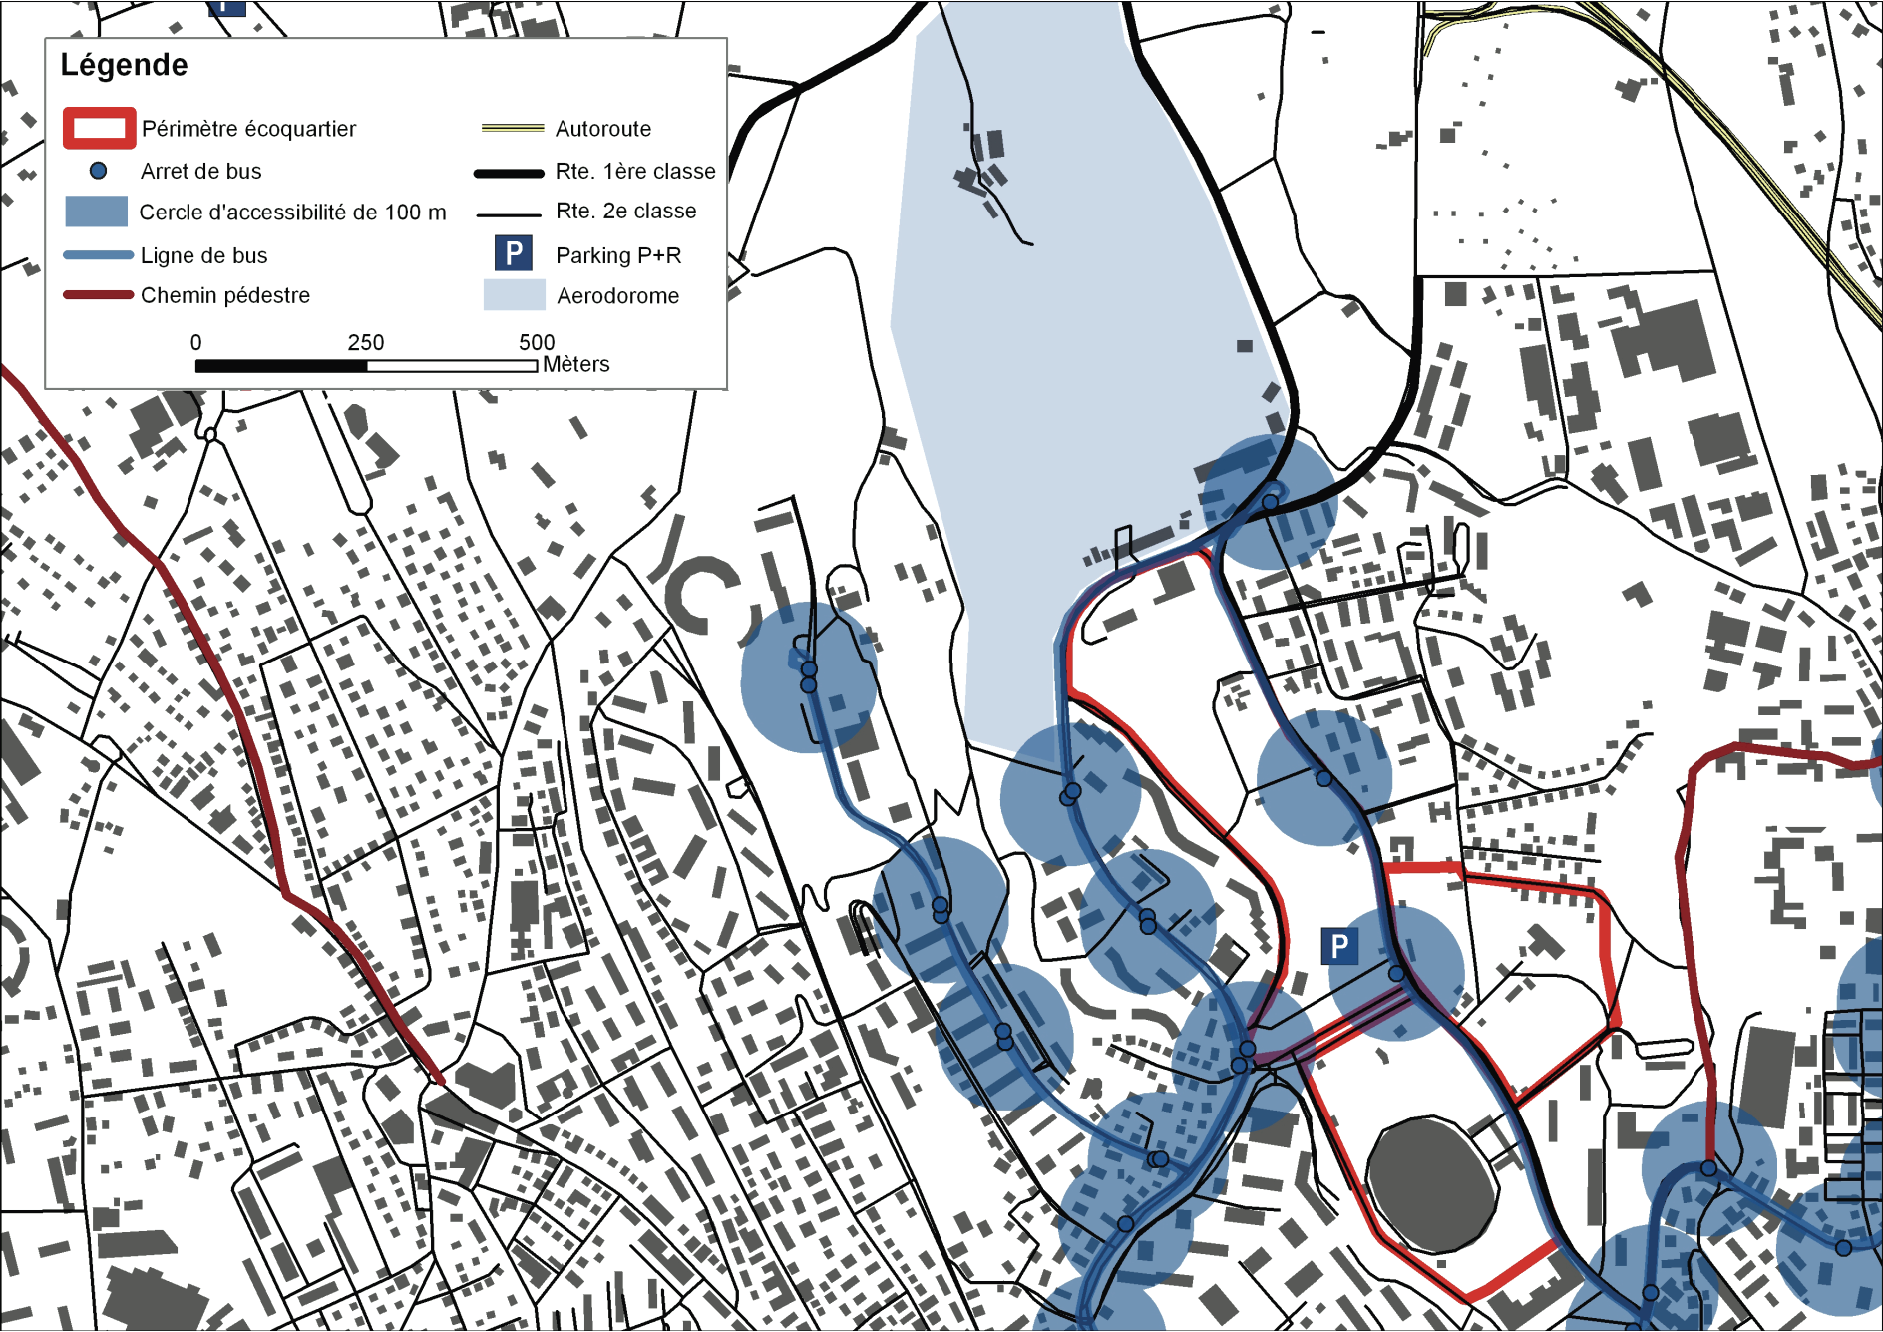 Légende
Périmètre écoquartier
Arret de bus
Cercle d'accessibilité de 100 m
Ligne de bus
Chemin pédestre
Autoroute
Rte. 1ère classe
Rte. 2e classe
P Parking P+R
Aerodorome
0 250 500
Mèters
P